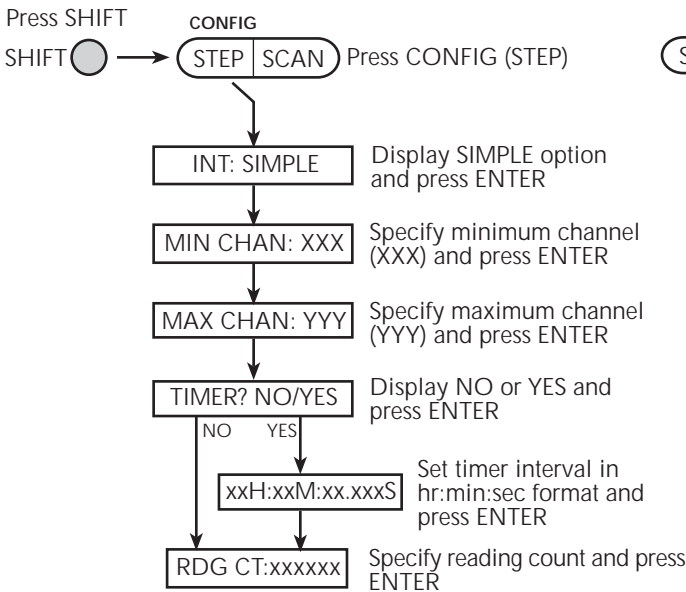 Press SHIFT
CONFIG
SHIFT
STEP SCAN
Press CONFIG (STEP)
S
INT: SIMPLE
Display SIMPLE option
and press ENTER
MIN CHAN: XXX
Specify minimum channel
(XXX) and press ENTER
MAX CHAN: YYY
Specify maximum channel
(YYY) and press ENTER
TIMER? NO/YES
Display NO or YES and
press ENTER
NO YES
xxH:xxM:xx.xxxS
Set timer interval in
hr:min:sec format and
press ENTER
RDG CT:xxxxxx
Specify reading count and press
ENTER